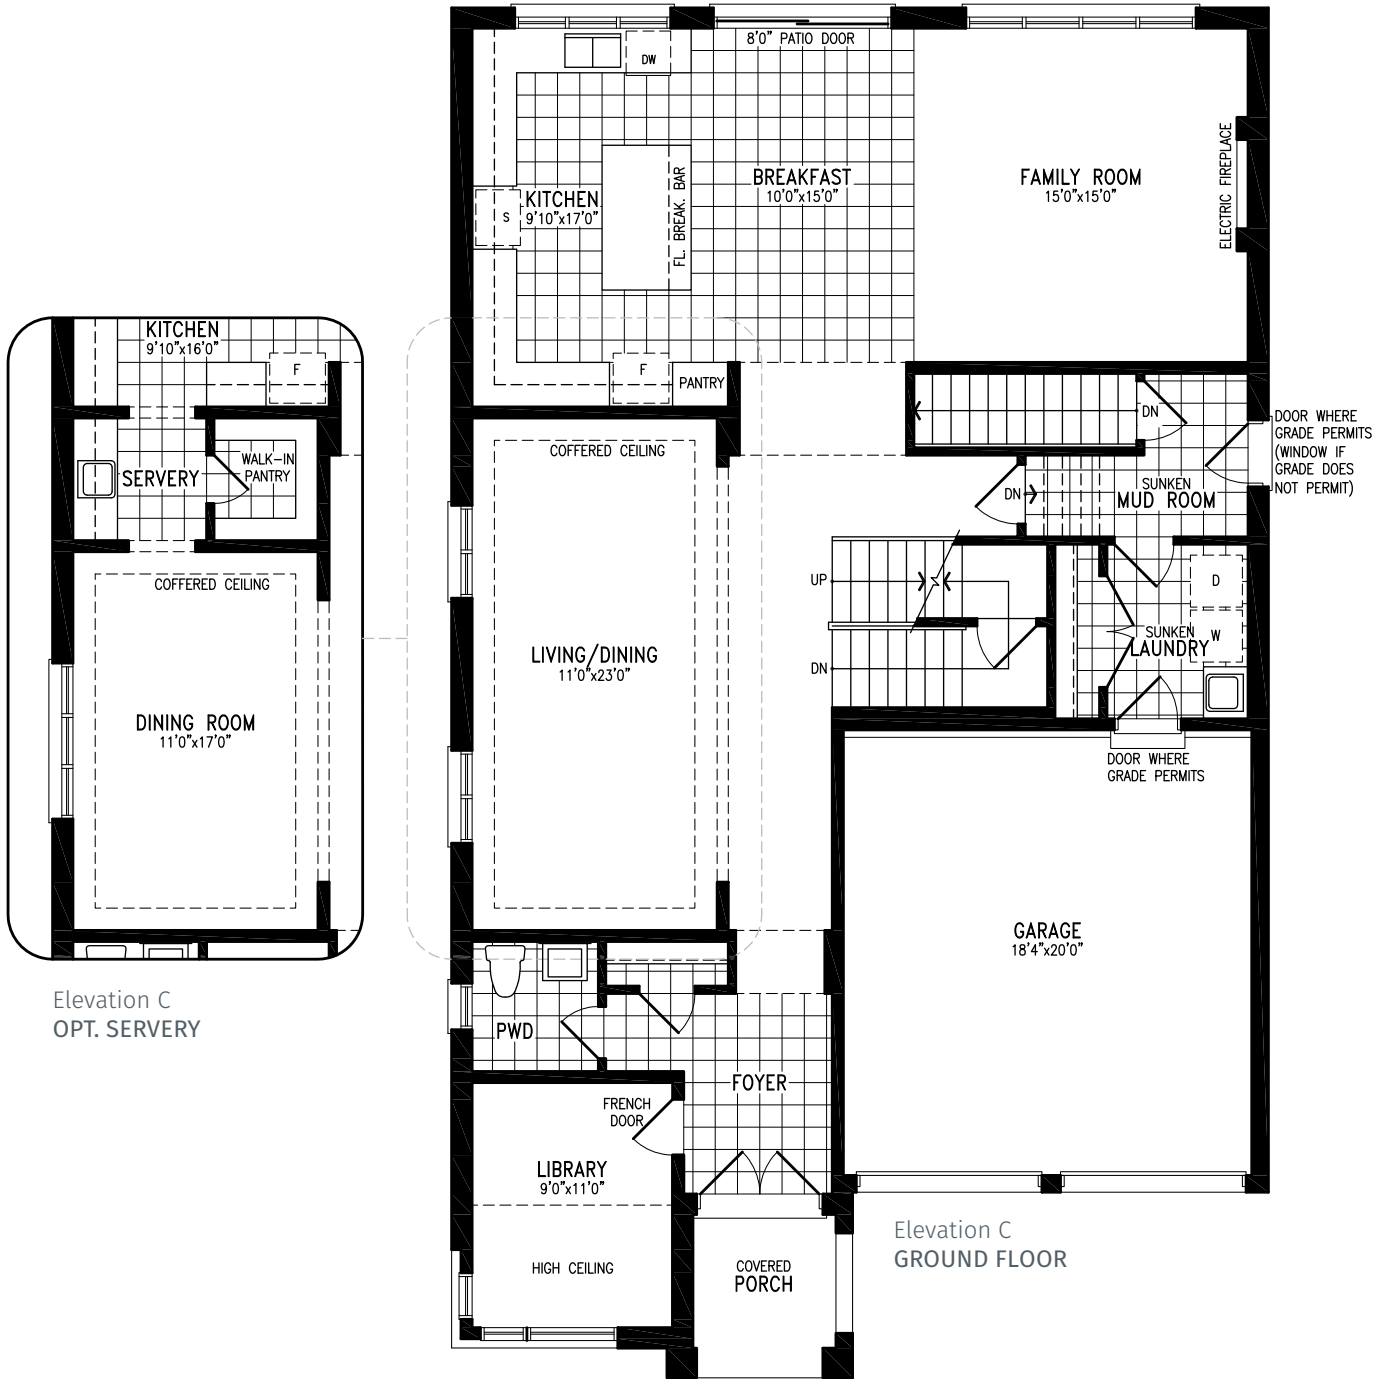 8'0" PATIO DOOR
DW
KITCHEN
9'10"x17'0"
S
FL. BREAK. BAR
BREAKFAST
10'0"x15'0"
FAMILY ROOM
15'0"x15'0"
ELECTRIC FIREPLACE
F
PANTRY
KITCHEN
9'10"x16'0"
F
SERVERY
WALK-IN
PANTRY
COFFERED CEILING
DINING ROOM
11'0"x17'0"
Elevation C
OPT. SERVERY
COFFERED CEILING
LIVING/DINING
11'0"x23'0"
DN
DOOR WHERE
GRADE PERMITS
(WINDOW IF
GRADE DOES
NOT PERMIT)
DN
SUNKEN
MUD ROOM
UP
DN
D
W
SUNKEN
LAUNDRY
DOOR WHERE
GRADE PERMITS
GARAGE
18'4"x20'0"
PWD
FOYER
FRENCH
DOOR
LIBRARY
9'0"x11'0"
HIGH CEILING
COVERED
PORCH
Elevation C
GROUND FLOOR